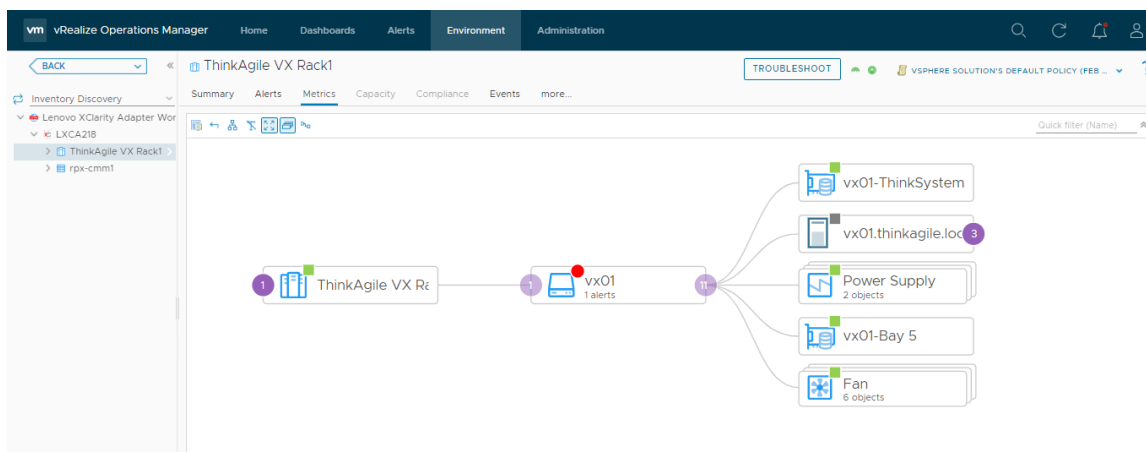 vm vRealize Operations Manager Home Dashboards Alerts Environment Administration
BACK
ThinkAgile VX Rack1
TROUBLESHOOT
VSPHERE SOLUTION'S DEFAULT POLICY (FEB ...
Summary Alerts Metrics Capacity Compliance Events more...
Inventory Discovery
Lenovo XClarity Adapter Wor
LXCA218
ThinkAgile VX Rack1
rpx-cmm1
Quick filter (Name)
1
ThinkAgile VX Ra
1
vx01
1 alerts
11
vx01-ThinkSystem
vx01.thinkagile.loc
3
Power Supply
2 objects
vx01-Bay 5
Fan
6 objects